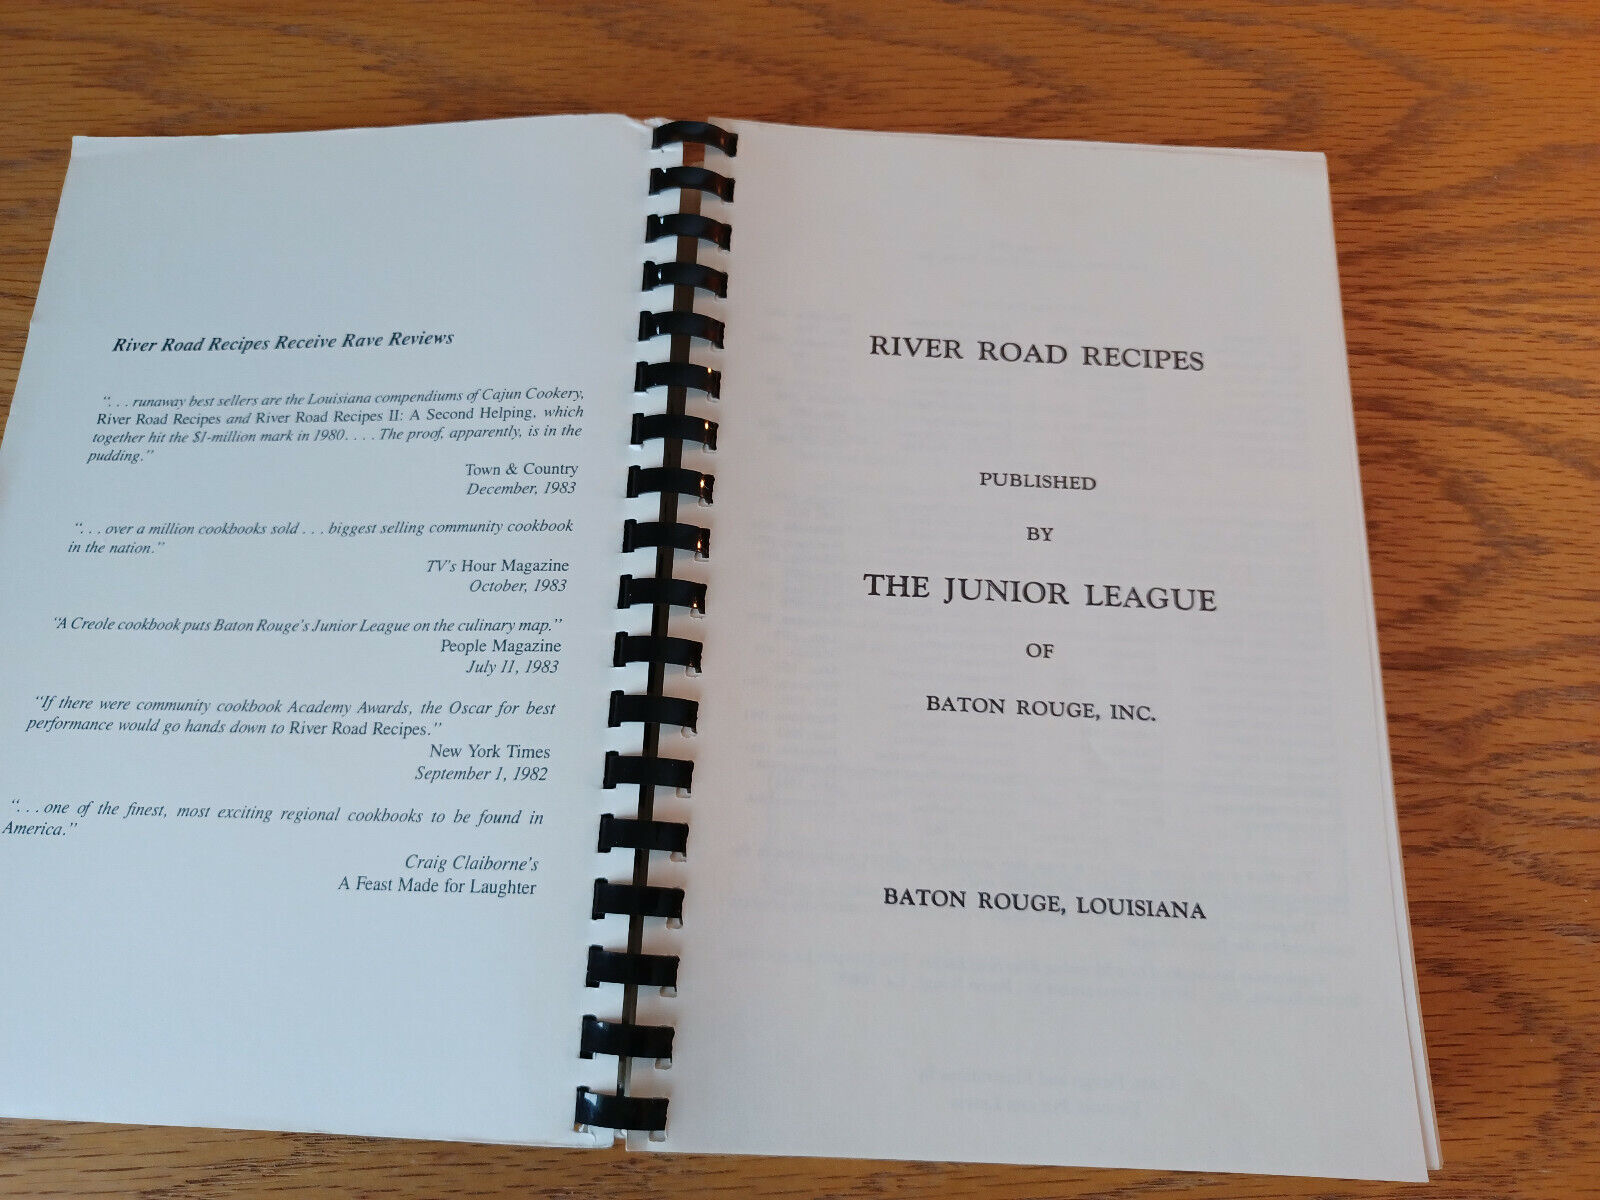 River Road Recipes Receive Rave Reviews
“. . . runaway best sellers are the Louisiana compendiums of Cajun Cookery,
River Road Recipes and River Road Recipes II: A Second Helping, which
together hit the $1-million mark in 1980. . . . The proof, apparently, is in the
pudding.”
Town & Country
December, 1983
“. . . over a million cookbooks sold . . . biggest selling community cookbook
in the nation.”
TV's Hour Magazine
October, 1983
“A Creole cookbook puts Baton Rouge's Junior League on the culinary map.”
People Magazine
July 11, 1983
“If there were community cookbook Academy Awards, the Oscar for best
performance would go hands down to River Road Recipes.”
New York Times
September 1, 1982
“. . . one of the finest, most exciting regional cookbooks to be found in
America.”
Craig Claiborne's
A Feast Made for Laughter
RIVER ROAD RECIPES
PUBLISHED
BY
THE JUNIOR LEAGUE
OF
BATON ROUGE, INC.
BATON ROUGE, LOUISIANA